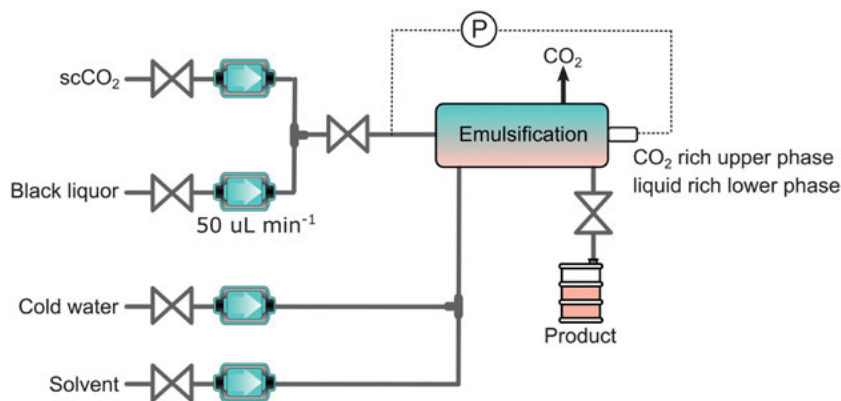 P
scCO₂
CO₂
Emulsification
CO₂ rich upper phase
liquid rich lower phase
Black liquor
50 uL min⁻¹
Cold water
Product
Solvent